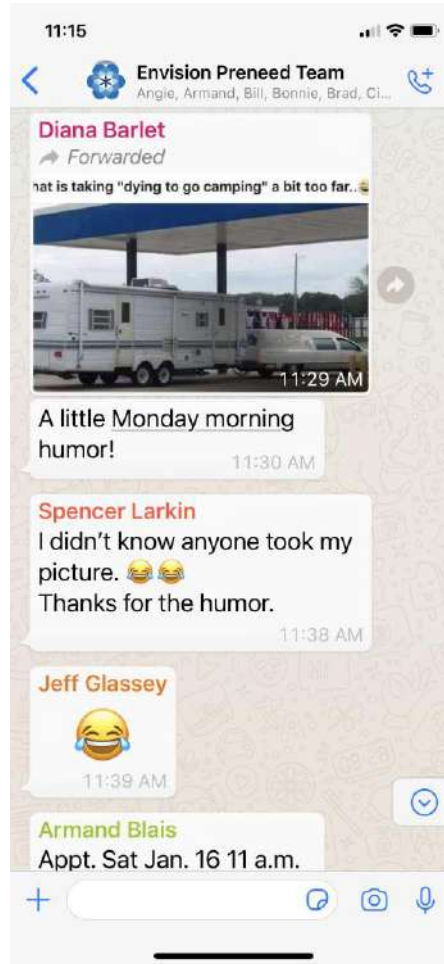 11:15
Envision Preneed Team
Angie, Armand, Bill, Bonnie, Brad, Ci...
Diana Barlet
Forwarded
hat is taking "dying to go camping" a bit too far..
11:29 AM
A little Monday morning
humor!
11:30 AM
Spencer Larkin
I didn't know anyone took my
picture. 😂😂
Thanks for the humor.
11:38 AM
Jeff Glassey
😂
11:39 AM
Armand Blais
Appt. Sat Jan. 16 11 a.m.